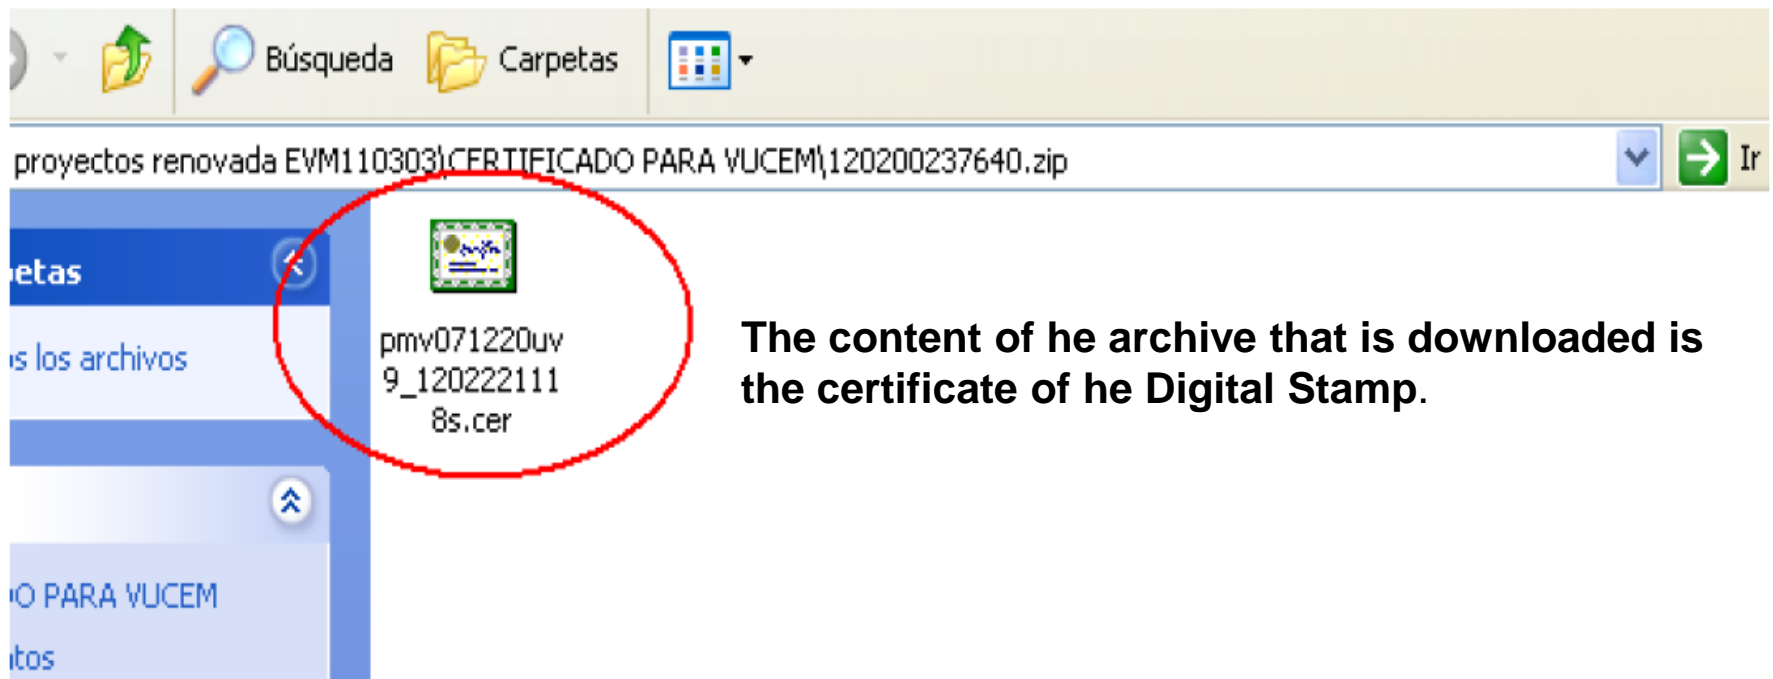 Búsqueda Carpetas
proyectos renovada EVM110303\CERTIFICADO PARA VUCEM\120200237640.zip Ir
etas
s los archivos
pmv071220uv
9_120222111
8s.cer
The content of he archive that is downloaded is
the certificate of he Digital Stamp.
O PARA VUCEM
tos